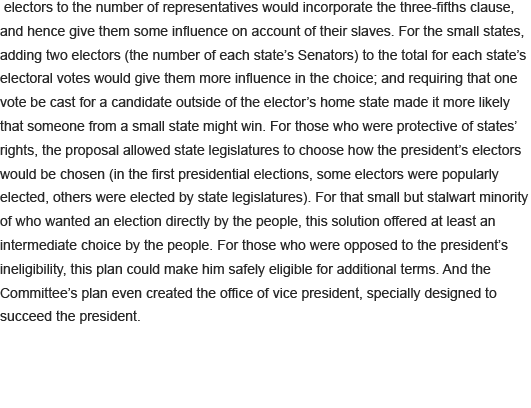 electors to the number of representatives would incorporate the three-fifths clause,
and hence give them some influence on account of their slaves. For the small states,
adding two electors (the number of each state’s Senators) to the total for each state’s
electoral votes would give them more influence in the choice; and requiring that one
vote be cast for a candidate outside of the elector’s home state made it more likely
that someone from a small state might win. For those who were protective of states’
rights, the proposal allowed state legislatures to choose how the president’s electors
would be chosen (in the first presidential elections, some electors were popularly
elected, others were elected by state legislatures). For that small but stalwart minority
of who wanted an election directly by the people, this solution offered at least an
intermediate choice by the people. For those who were opposed to the president’s
ineligibility, this plan could make him safely eligible for additional terms. And the
Committee’s plan even created the office of vice president, specially designed to
succeed the president.